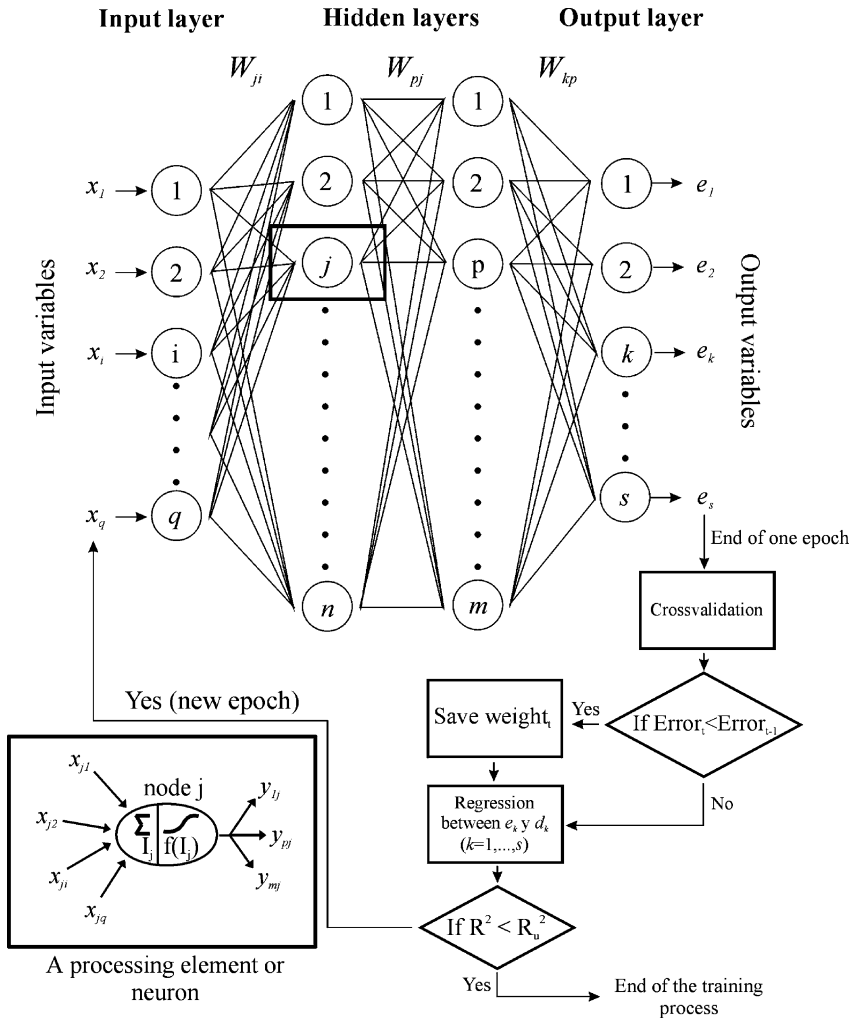 Input layer
Hidden layers
Output layer
W_ji
W_pj
W_kp
1
1
2
2
x_1
1
1
e_1
x_2
2
j
p
2
e_2
x_i
i
k
e_k
x_q
q
s
e_s
n
m
Input variables
Output variables
End of one epoch
Crossvalidation
If Error_t<Error_t-1
Yes
No
Save weight_t
Regression
between e_k y d_k
(k=1,...,s)
If R^2 < R_u^2
Yes (new epoch)
Yes
End of the training
process
node j
x_j1
x_j2
x_ji
x_jq
Σ
I_j
f(I_j)
y_1j
y_pj
y_mj
A processing element or
neuron